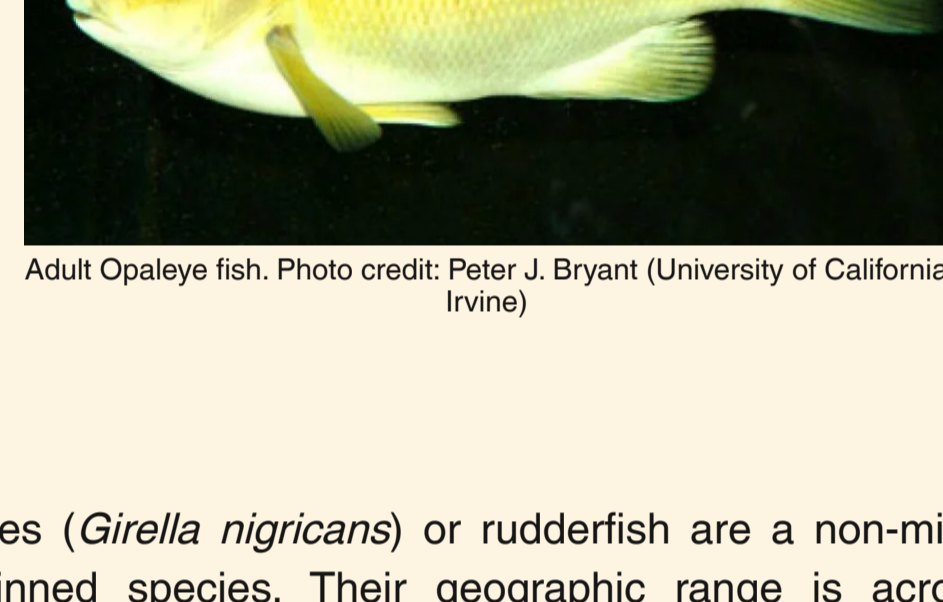 Adult Opaleye fish. Photo credit: Peter J. Bryant (University of California
Irvine)
es (Girella nigricans) or rudderfish are a non-mi
inned species. Their geographic range is acro